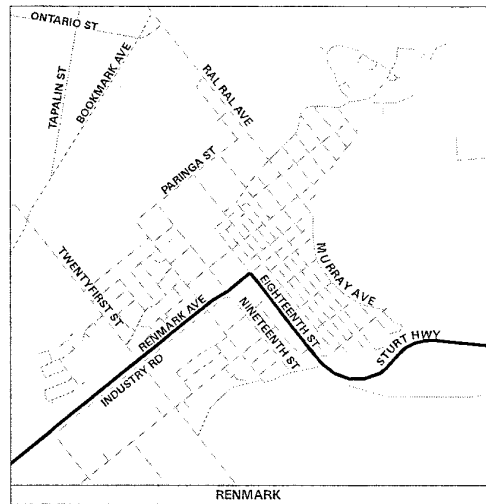 ONTARIO ST
TAPALIN ST
BOOKMARK AVE
RAL RAL AVE
PARINGA ST
TWENTYFIRST ST
RENMARK AVE
INDUSTRY RD
EIGHTEENTH ST
NINETEENTH ST
MURRAY AVE
STURT HWY
RENMARK